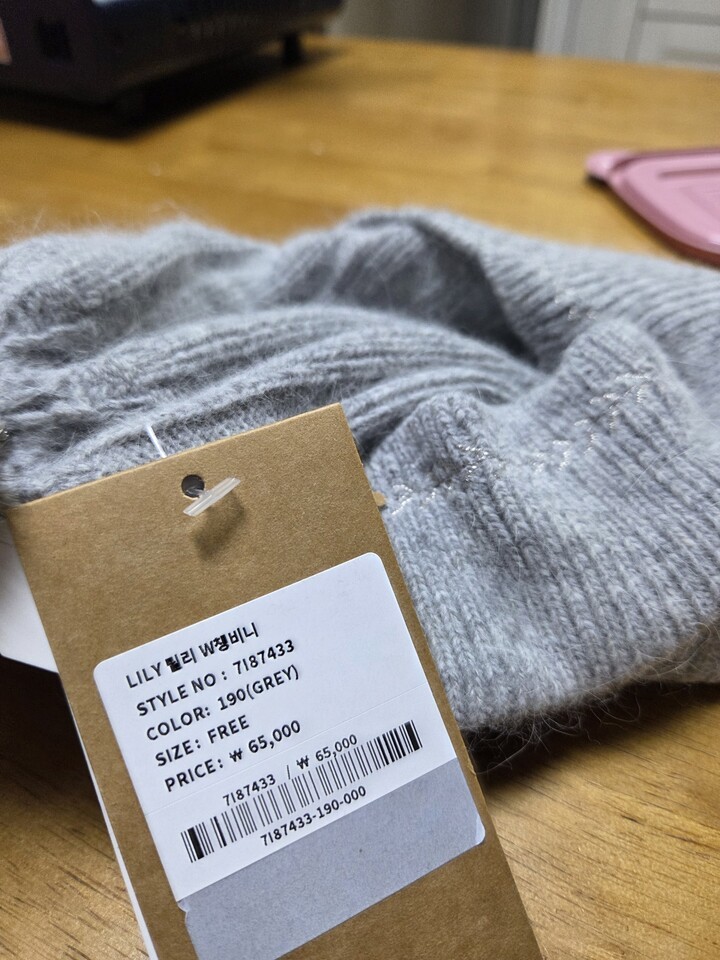 LILY 릴리 W챙비니
STYLE NO : 7I87433
COLOR: 190(GREY)
SIZE: FREE
PRICE: ₩ 65,000
7I87433 / ₩ 65,000
7I87433-190-000